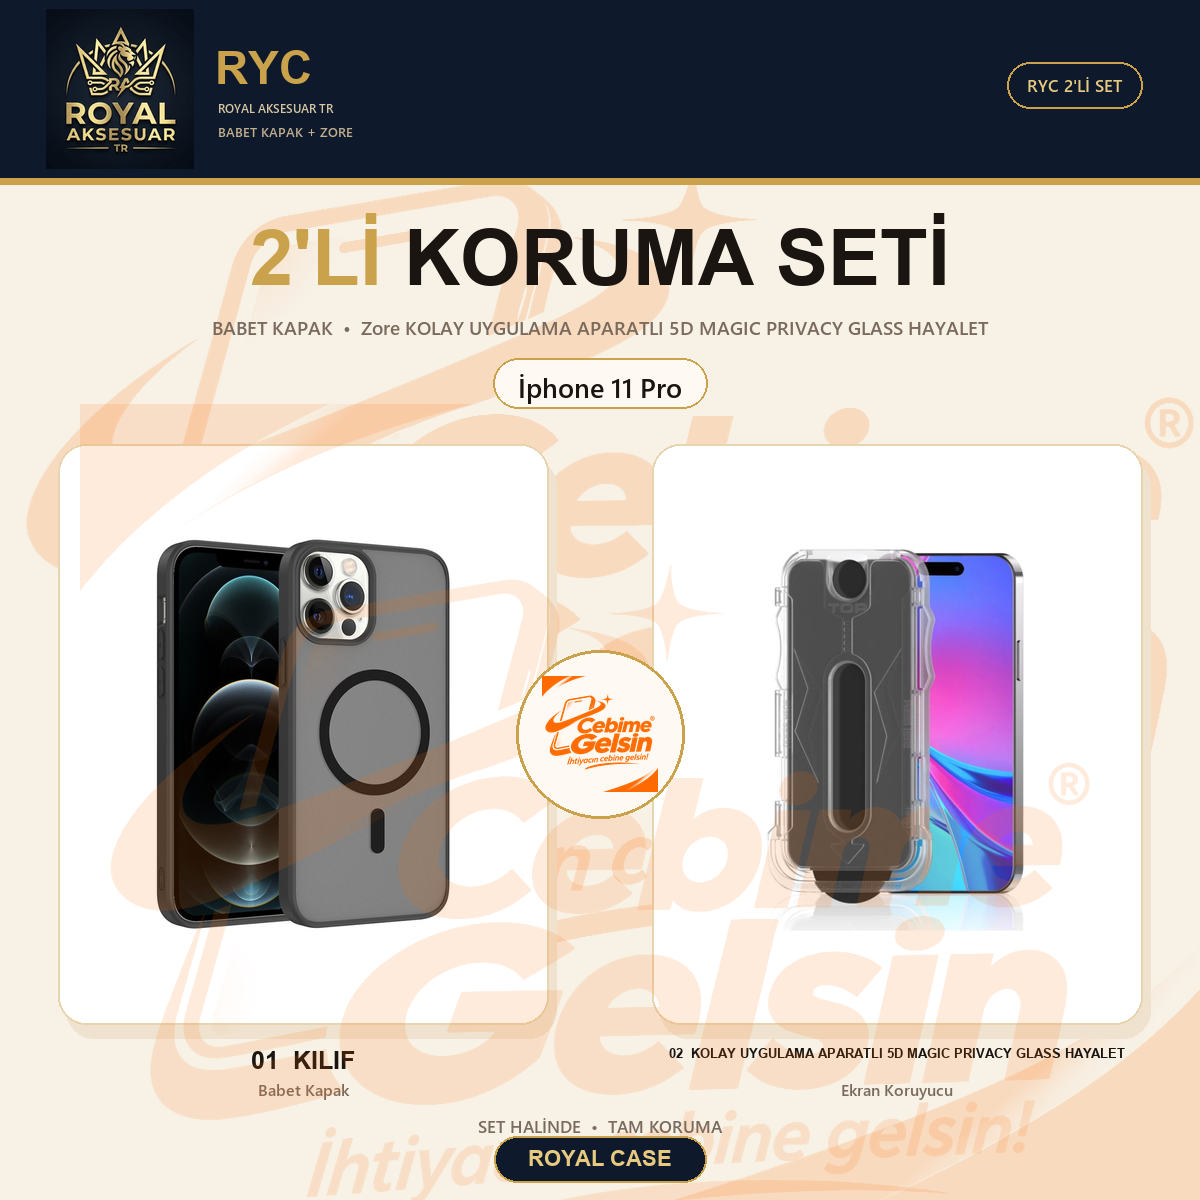 ROYAL
AKSESUAR
TR
RYC
ROYAL AKSESUAR TR
BABET KAPAK + ZORE
RYC 2'Lİ SET
2'Lİ KORUMA SETİ
BABET KAPAK • Zore KOLAY UYGULAMA APARATLI 5D MAGIC PRIVACY GLASS HAYALET
İphone 11 Pro
TOP
Cebime®
Gelsin
İhtiyacın cebine gelsin!
Cebime®
Gelsin
01 KILIF
Babet Kapak
02 KOLAY UYGULAMA APARATLI 5D MAGIC PRIVACY GLASS HAYALET
Ekran Koruyucu
SET HALİNDE • TAM KORUMA
ROYAL CASE